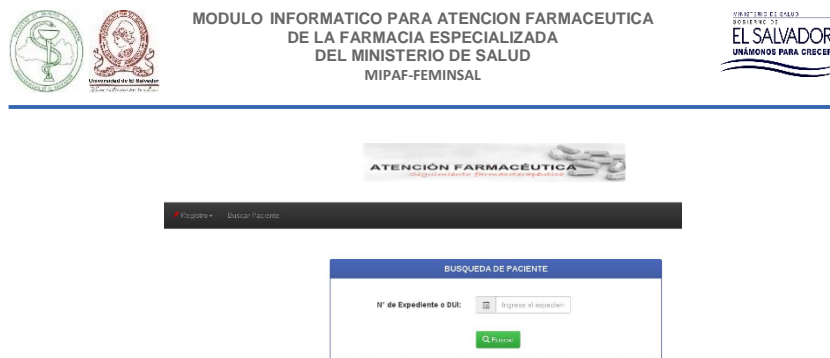 MODULO INFORMATICO PARA ATENCION FARMACEUTICA
DE LA FARMACIA ESPECIALIZADA
DEL MINISTERIO DE SALUD
MIPAF-FEMINSAL
Universidad de El Salvador
MINISTERIO DE SALUD
GOBIERNO DE
EL SALVADOR
UNÁMONOS PARA CRECER
ATENCIÓN FARMACÉUTICA
Seguimiento farmacoterapéutico
Registro
Buscar Paciente
BUSQUEDA DE PACIENTE
N° de Expediente o DUI:
Ingrese el expedien
Buscar